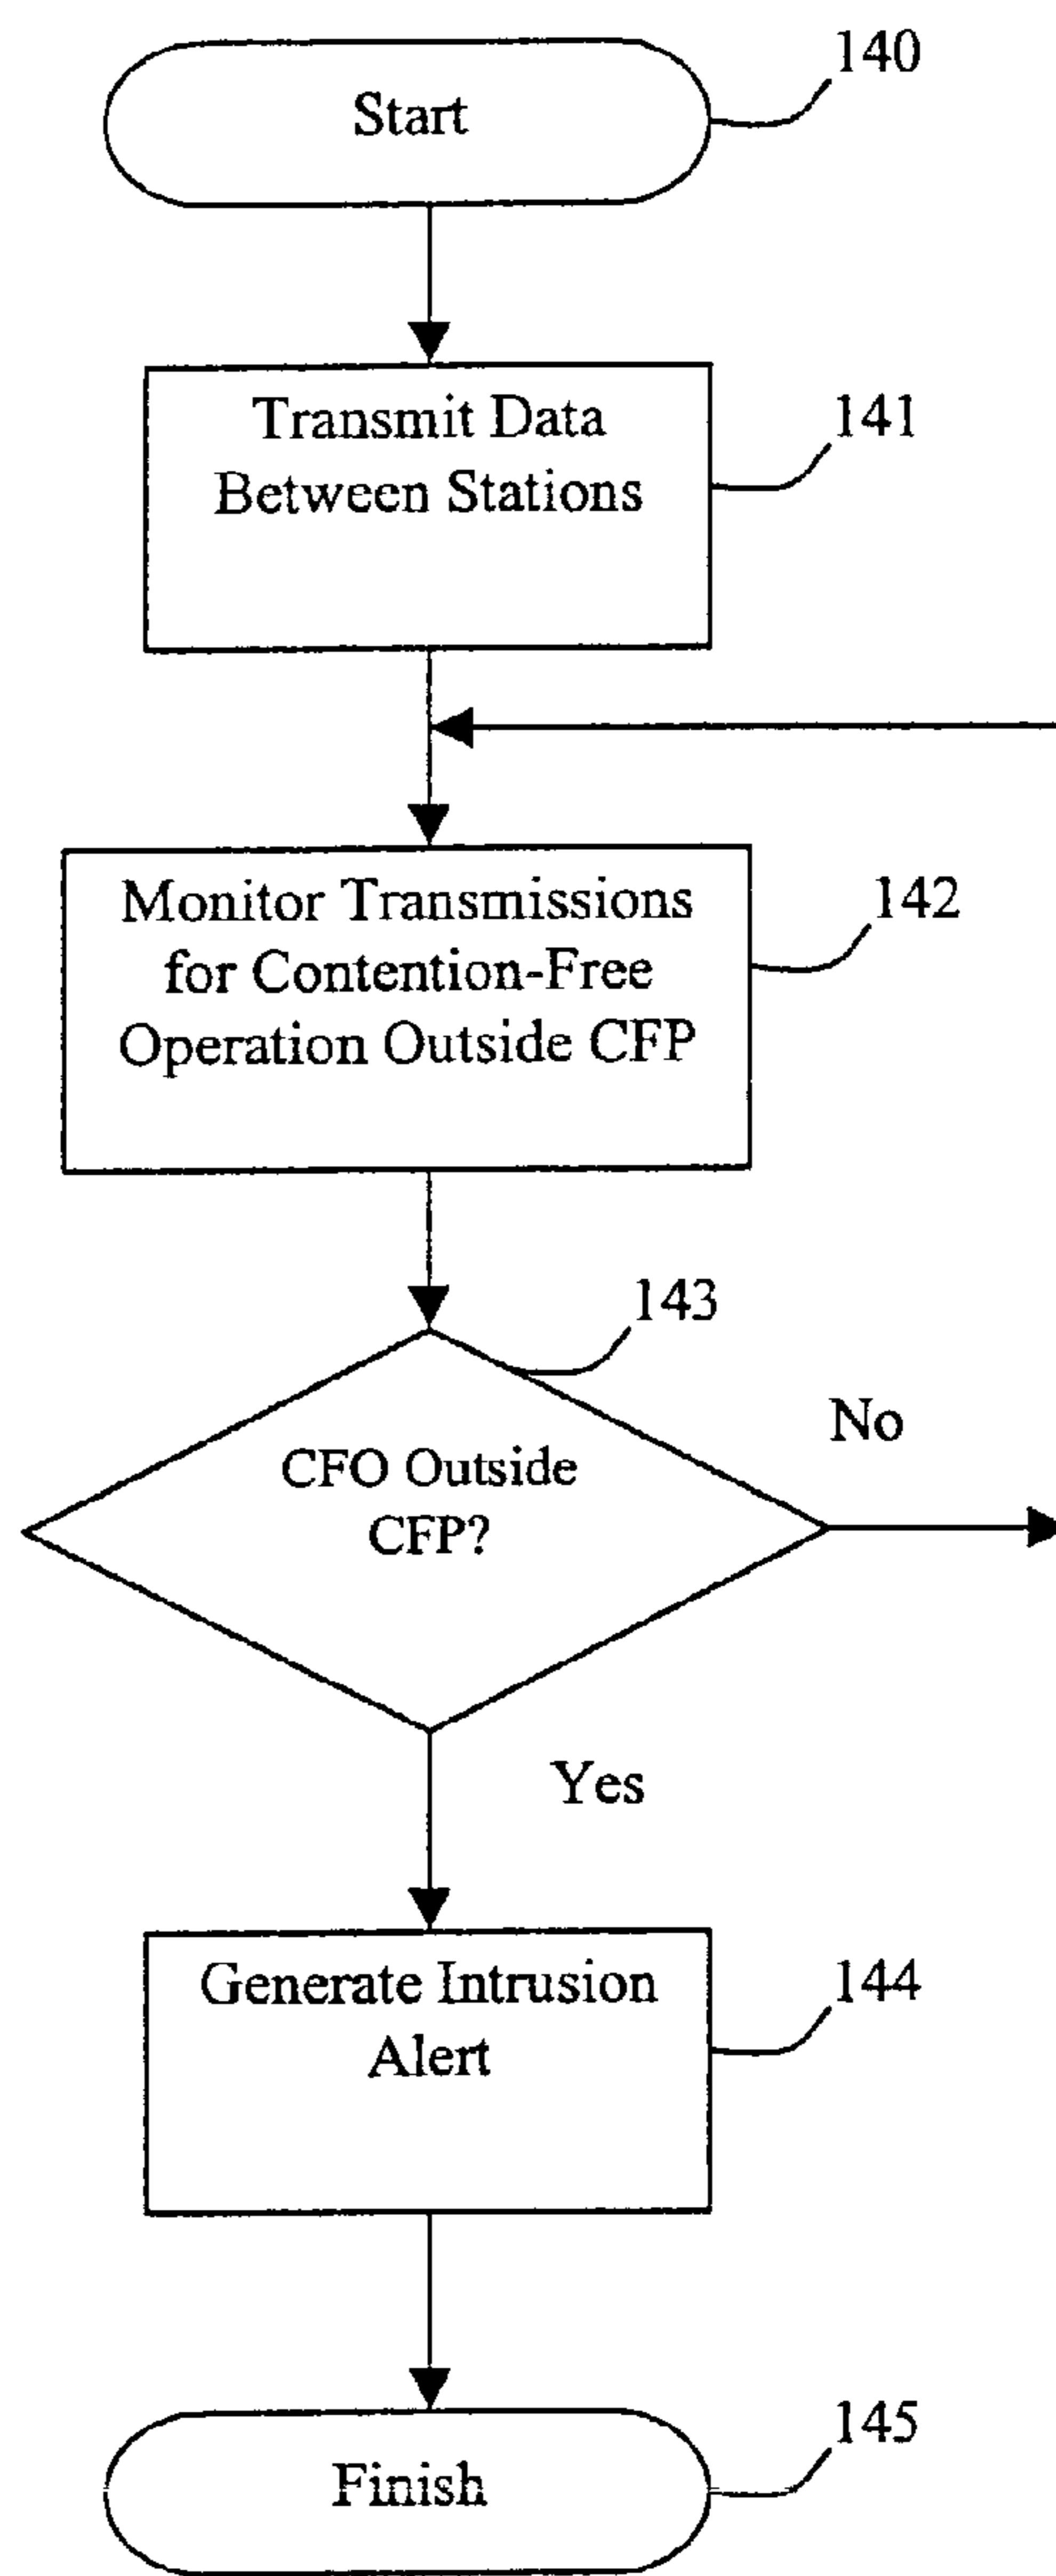 140
Start
141
Transmit Data
Between Stations
142
Monitor Transmissions
for Contention-Free
Operation Outside CFP
143
No
CFO Outside
CFP?
Yes
144
Generate Intrusion
Alert
145
Finish